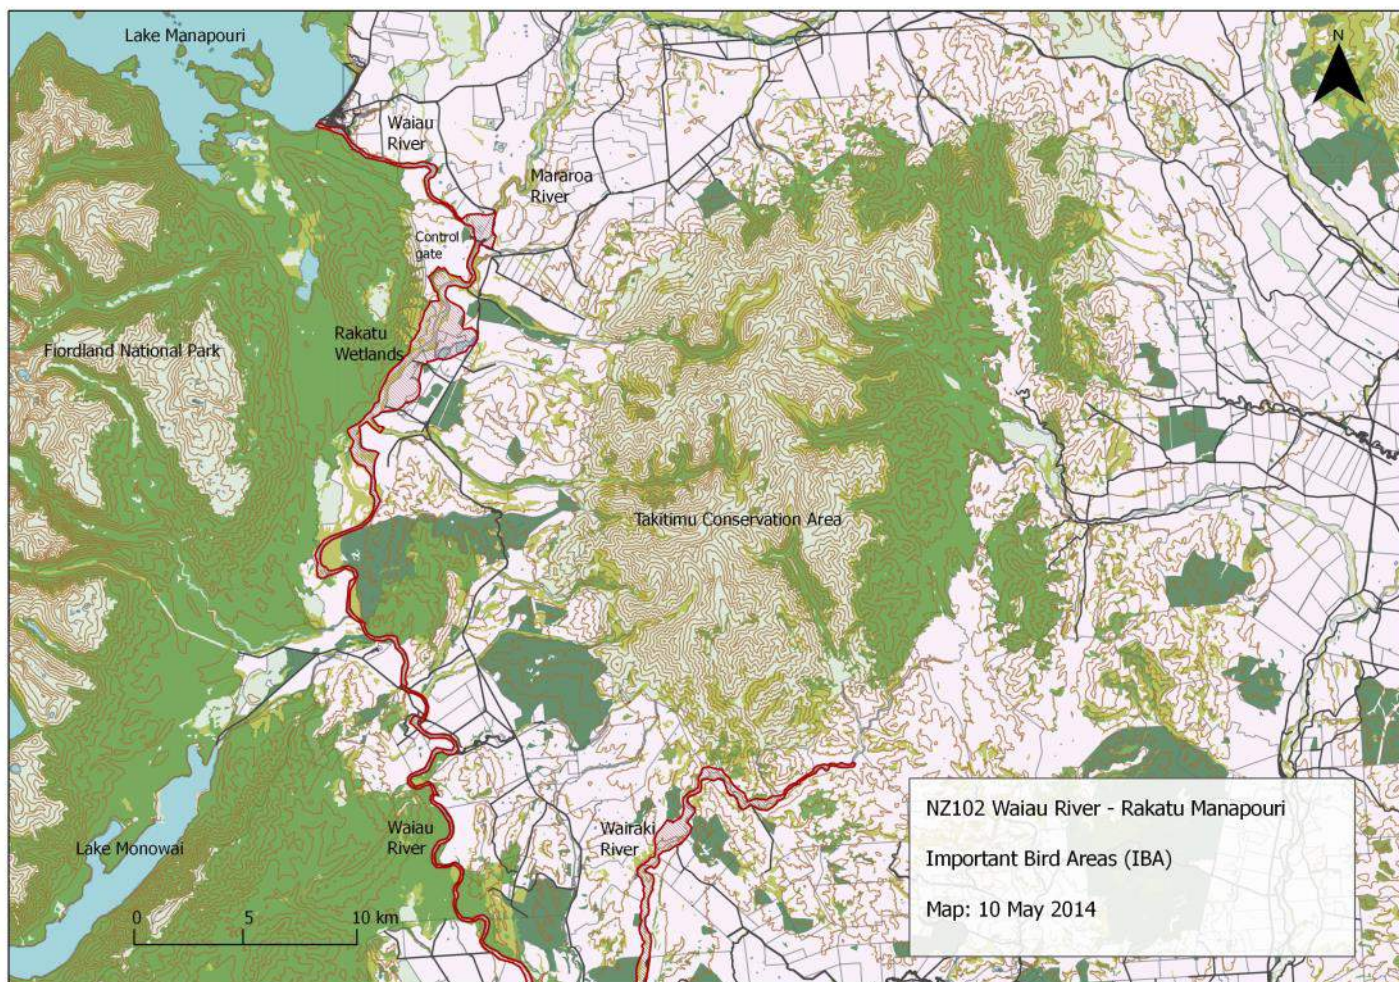 Lake Manapouri
N
Waiau
River
Mararoa
River
Control
gate
Rakatu
Wetlands
Fiordland National Park
Takitimu Conservation Area
Waiau
River
Wairaki
River
Lake Monowai
0 5 10 km
NZ102 Waiau River - Rakatu Manapouri
Important Bird Areas (IBA)
Map: 10 May 2014